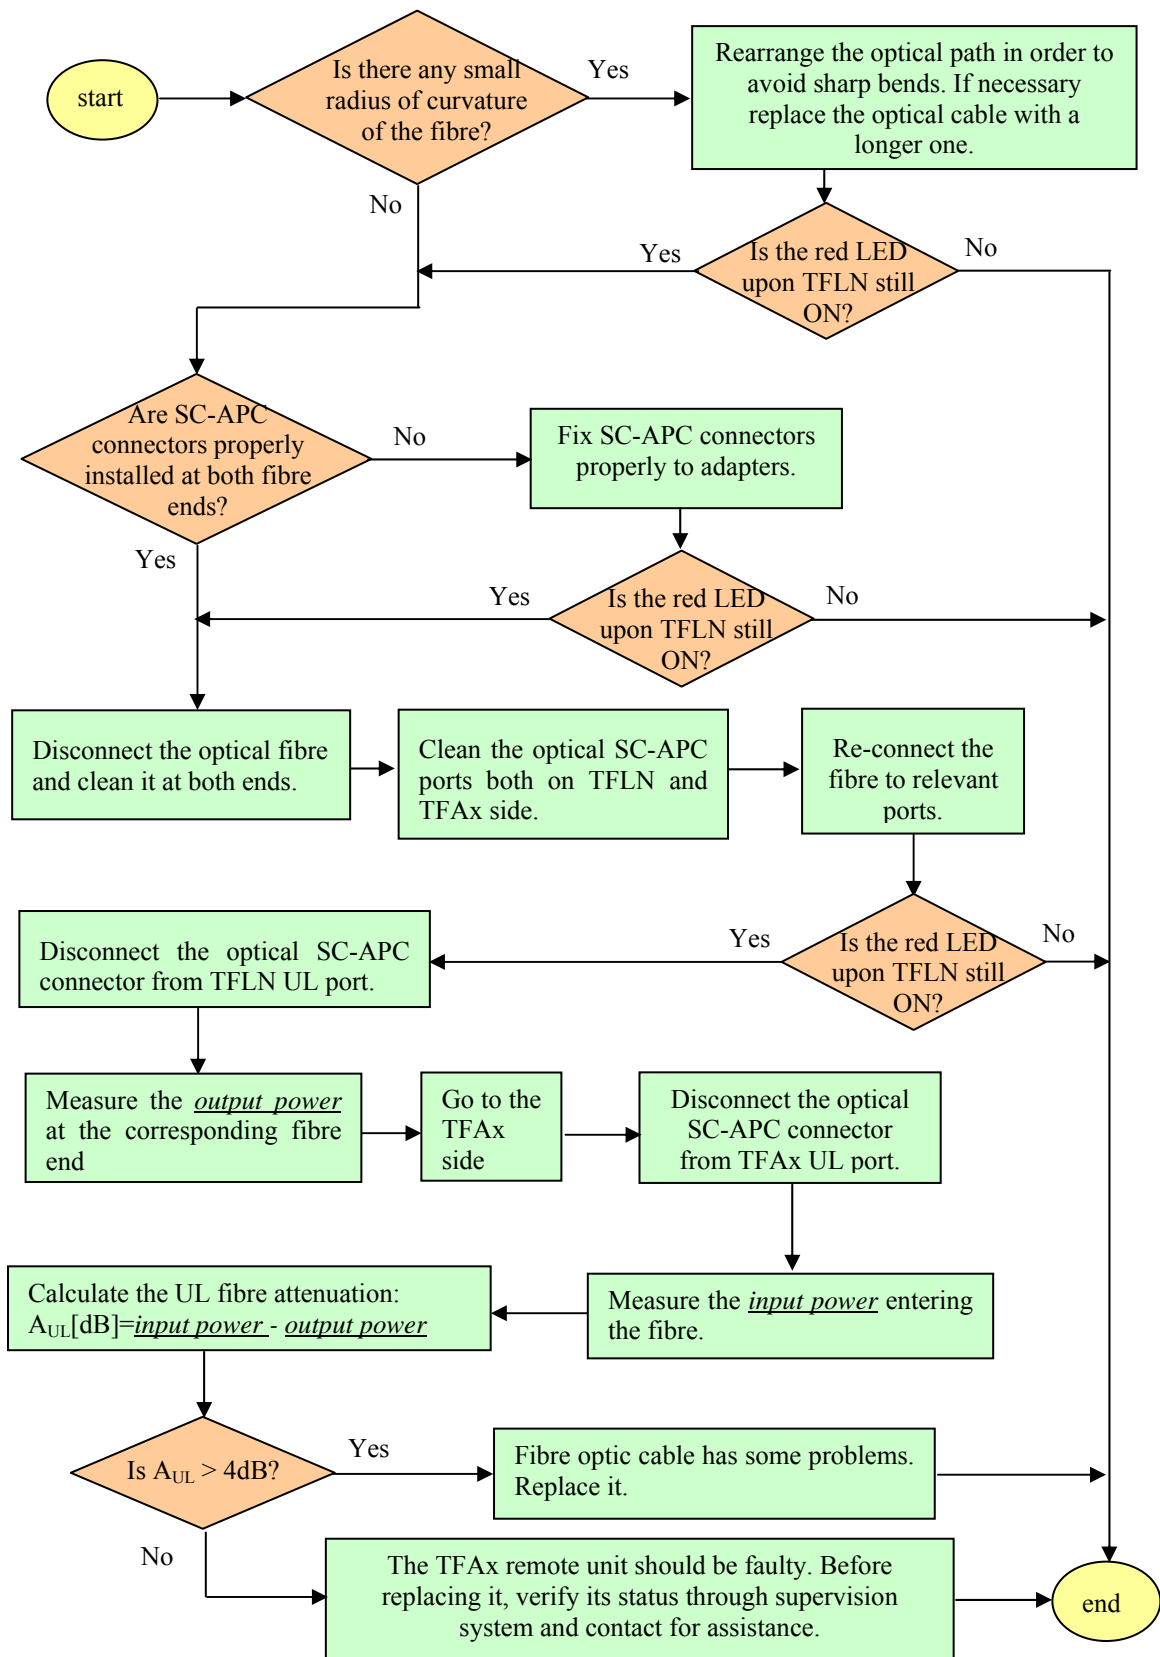 start
Is there any small
radius of curvature
of the fibre?
Yes
Rearrange the optical path in order to
avoid sharp bends. If necessary
replace the optical cable with a
longer one.
No
Yes
Is the red LED
upon TFLN still
ON?
No
Are SC-APC
connectors properly
installed at both fibre
ends?
No
Fix SC-APC connectors
properly to adapters.
Yes
Yes
Is the red LED
upon TFLN still
ON?
No
Disconnect the optical fibre
and clean it at both ends.
Clean the optical SC-APC
ports both on TFLN and
TFAx side.
Re-connect the
fibre to relevant
ports.
Disconnect the optical SC-APC
connector from TFLN UL port.
Yes
Is the red LED
upon TFLN still
ON?
No
Measure the output power
at the corresponding fibre
end
Go to the
TFAx
side
Disconnect the optical
SC-APC connector
from TFAx UL port.
Calculate the UL fibre attenuation:
AUL[dB]=input power - output power
Measure the input power entering
the fibre.
Is AUL > 4dB?
Yes
Fibre optic cable has some problems.
Replace it.
No
The TFAx remote unit should be faulty. Before
replacing it, verify its status through supervision
system and contact for assistance.
end